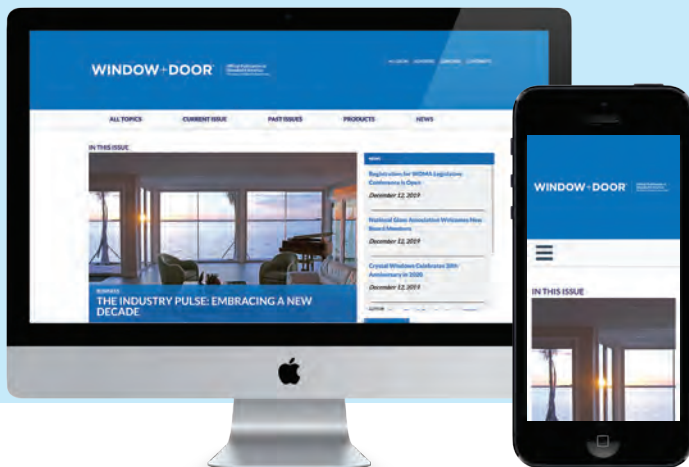 WINDOW+DOOR®
ALL TOPICS CURRENT ISSUE PAST ISSUES PRODUCTS NEWS
IN THIS ISSUE
BUSINESS
THE INDUSTRY PULSE: EMBRACING A NEW
DECADE
NEWS
Registration for WDMA Legislative
Conference is Open
December 12, 2019
National Glass Association Welcomes New
Board Members
December 12, 2019
Crystal Windows Celebrates 30th
Anniversary in 2020
December 12, 2019
WINDOW+DOOR®
IN THIS ISSUE